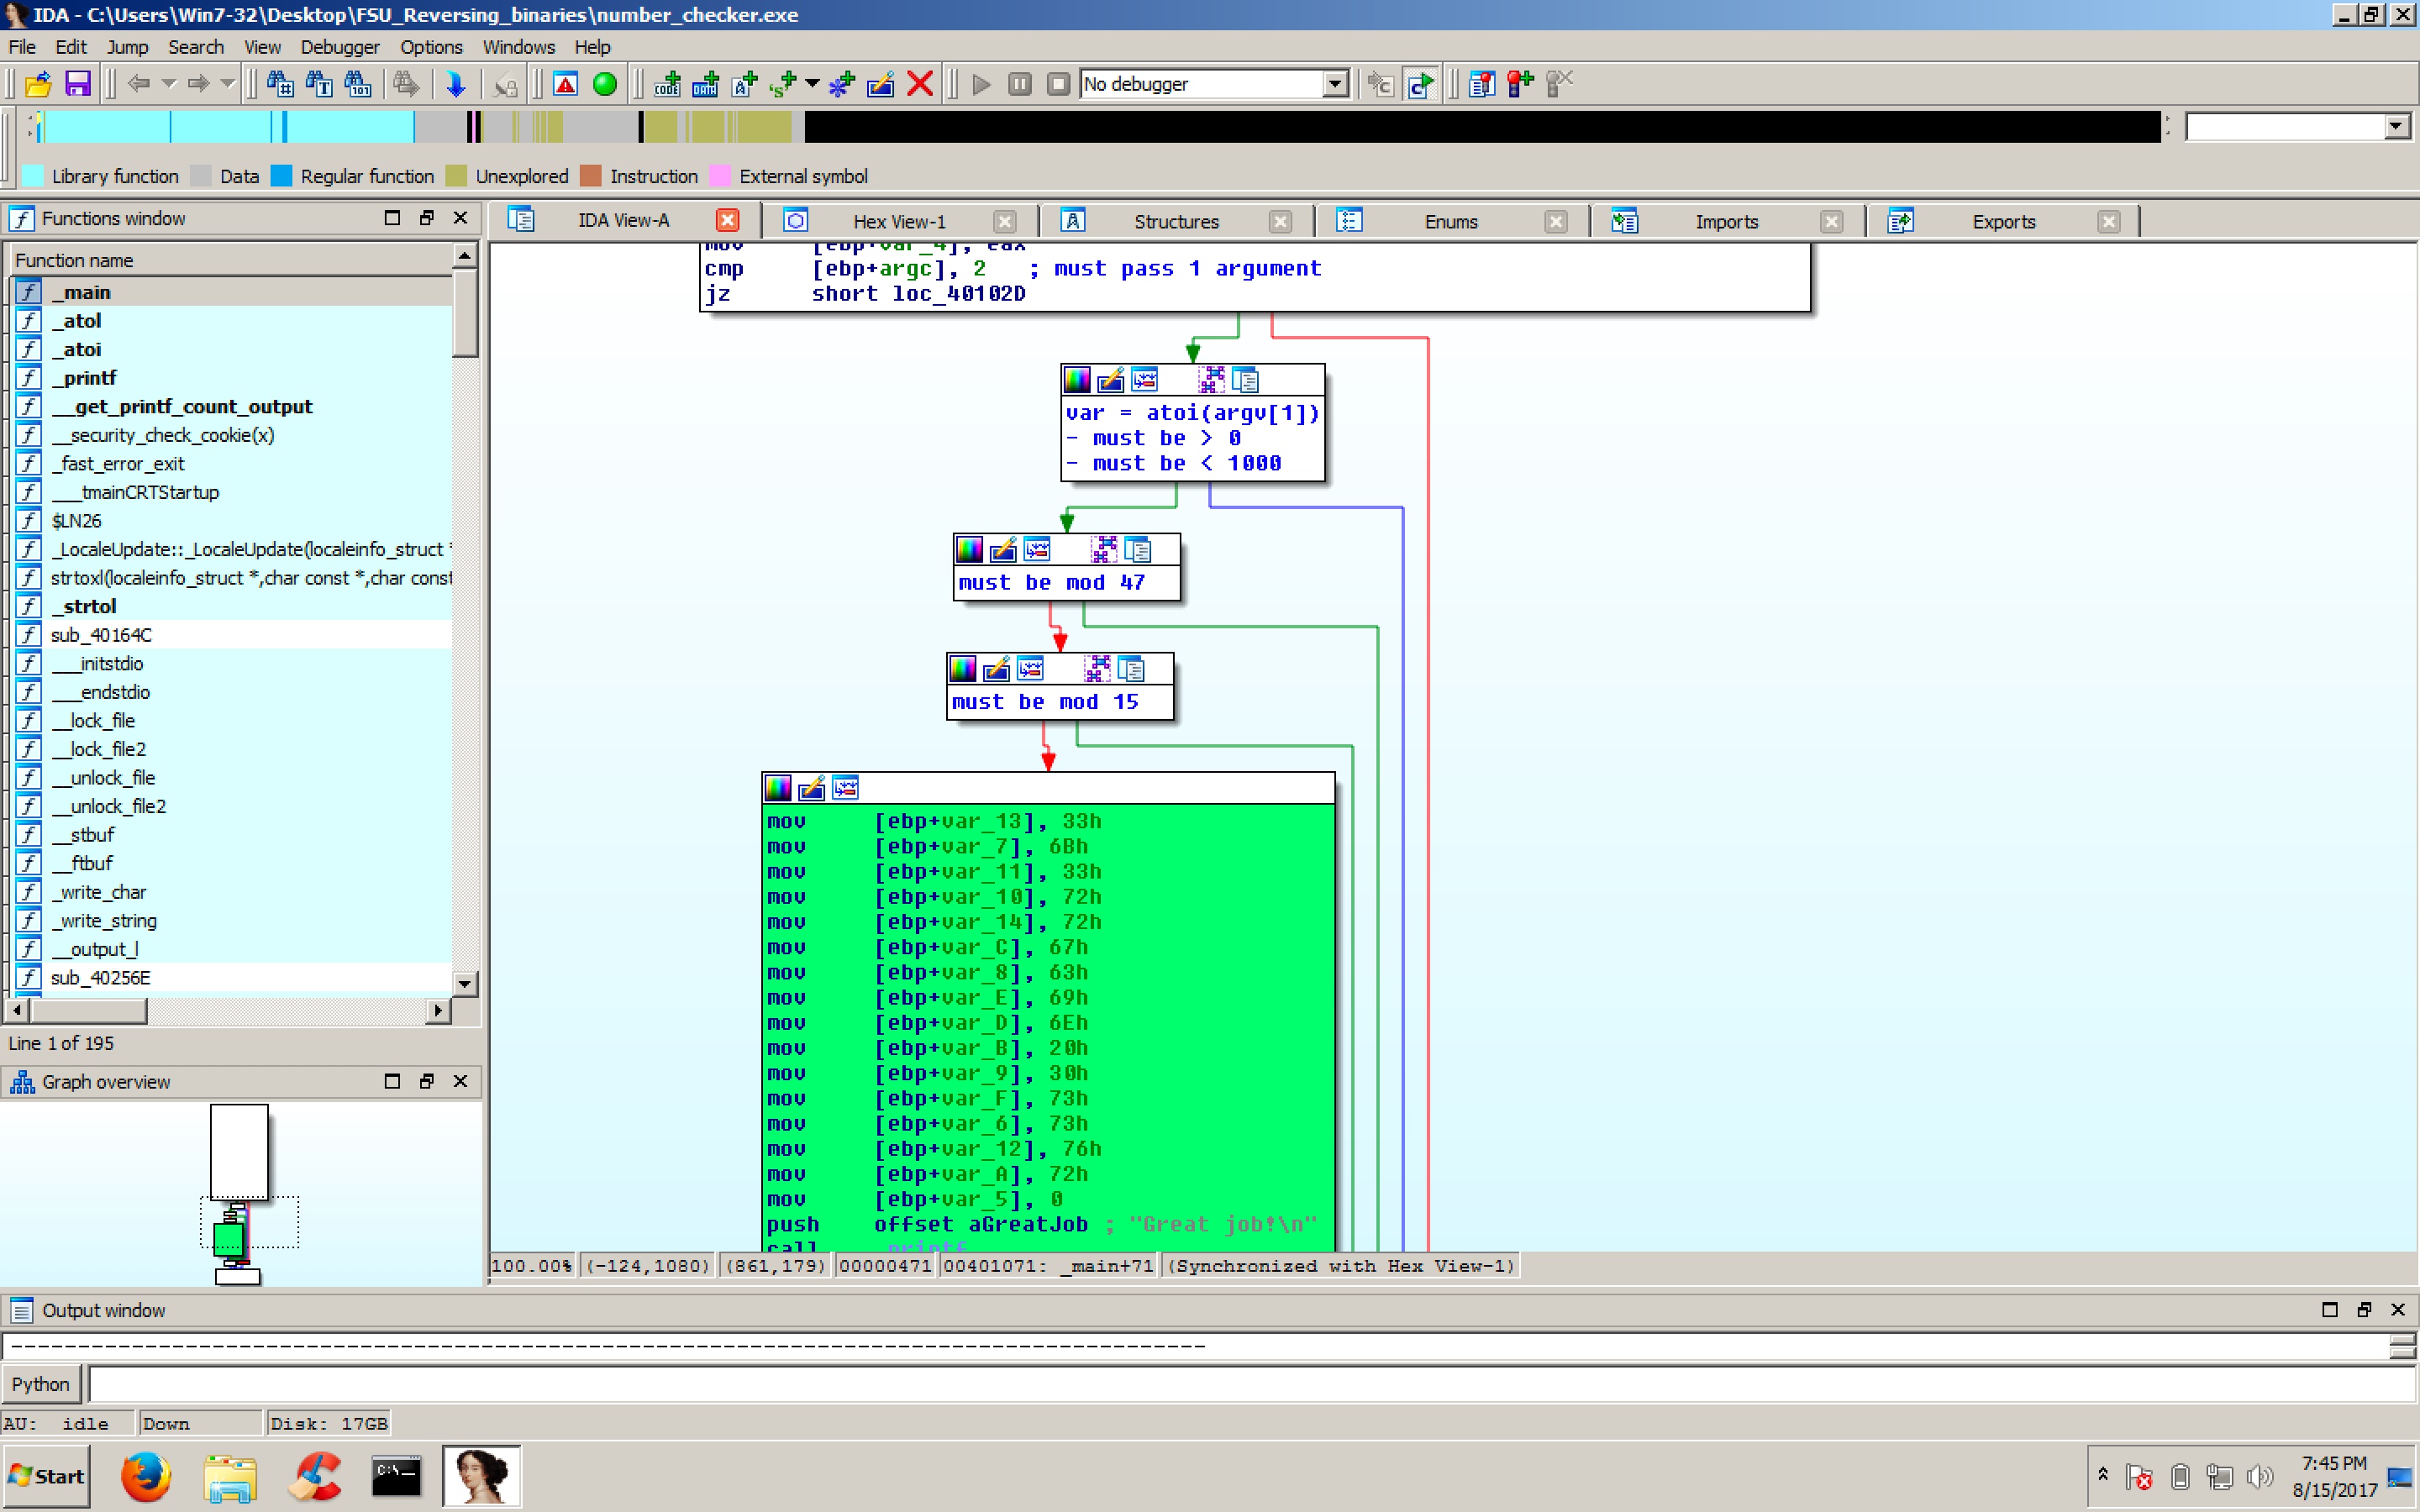 IDA - C:\Users\Win7-32\Desktop\FSU_Reversing_binaries\number_checker.exe
File Edit Jump Search View Debugger Options Windows Help
No debugger
Library function Data Regular function Unexplored Instruction External symbol
Functions window
IDA View-A Hex View-1 Structures Enums Imports Exports
Function name
_main
_atol
_atoi
_printf
__get_printf_count_output
__security_check_cookie(x)
_fast_error_exit
___tmainCRTStartup
$LN26
_LocaleUpdate::_LocaleUpdate(localeinfo_struct *
strtoxl(localeinfo_struct *,char const *,char const
_strtol
sub_40164C
___initstdio
___endstdio
__lock_file
__lock_file2
__unlock_file
__unlock_file2
__stbuf
__ftbuf
_write_char
_write_string
__output_l
sub_40256E
Line 1 of 195
Graph overview
mov [ebp+var_4], eax
cmp [ebp+argc], 2 ; must pass 1 argument
jz short loc_40102D
var = atoi(argv[1])
- must be > 0
- must be < 1000
must be mod 47
must be mod 15
mov [ebp+var_13], 33h
mov [ebp+var_7], 6Bh
mov [ebp+var_11], 33h
mov [ebp+var_10], 72h
mov [ebp+var_14], 72h
mov [ebp+var_C], 67h
mov [ebp+var_8], 63h
mov [ebp+var_E], 69h
mov [ebp+var_D], 6Eh
mov [ebp+var_B], 20h
mov [ebp+var_9], 30h
mov [ebp+var_F], 73h
mov [ebp+var_6], 73h
mov [ebp+var_12], 76h
mov [ebp+var_A], 72h
mov [ebp+var_5], 0
push offset aGreatJob ; "Great job!\n"
call _printf
100.00% (-124,1080) (861,179) 00000471 00401071: _main+71 (Synchronized with Hex View-1)
Output window
Python
AU: idle Down Disk: 17GB
Start
C:\_
7:45 PM
8/15/2017